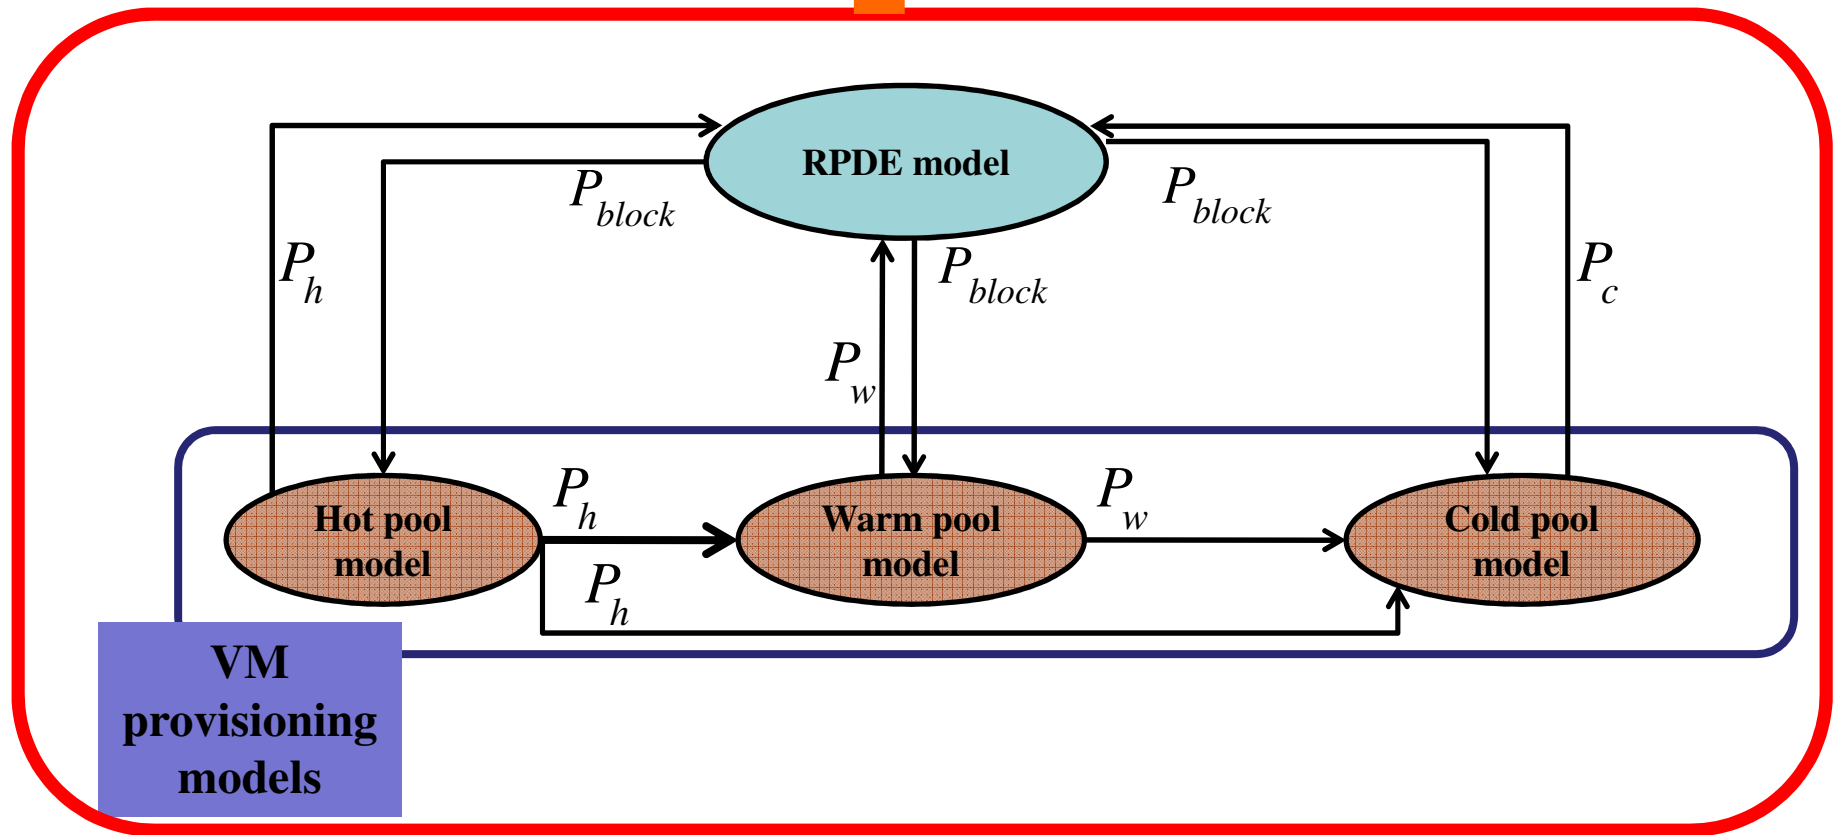 RPDE model
P_block
P_block
P_h
P_block
P_c
P_w
P_h
P_w
Hot pool
model
Warm pool
model
Cold pool
model
P_h
VM
provisioning
models